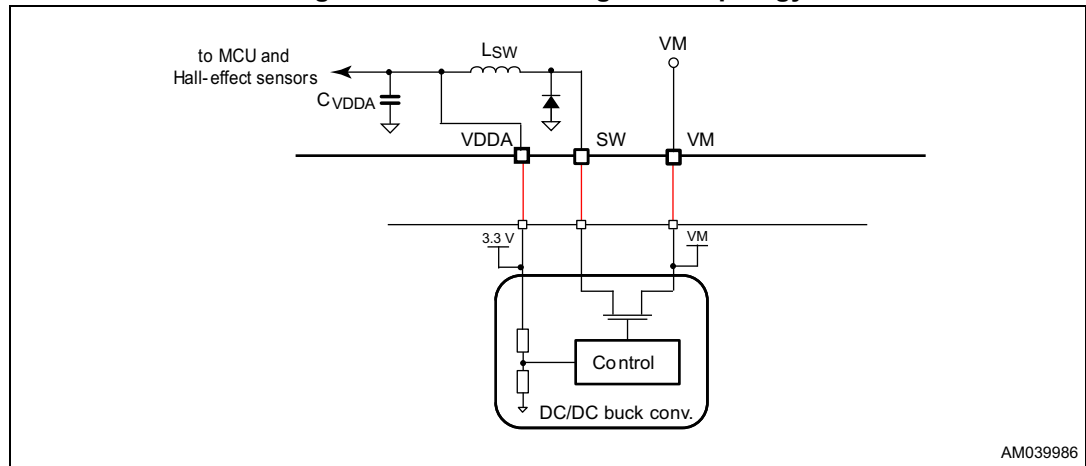 to MCU and
Hall-effect sensors
LSW
VM
CVDDA
VDDA
SW
VM
3.3 V
VM
Control
DC/DC buck conv.
AM039986